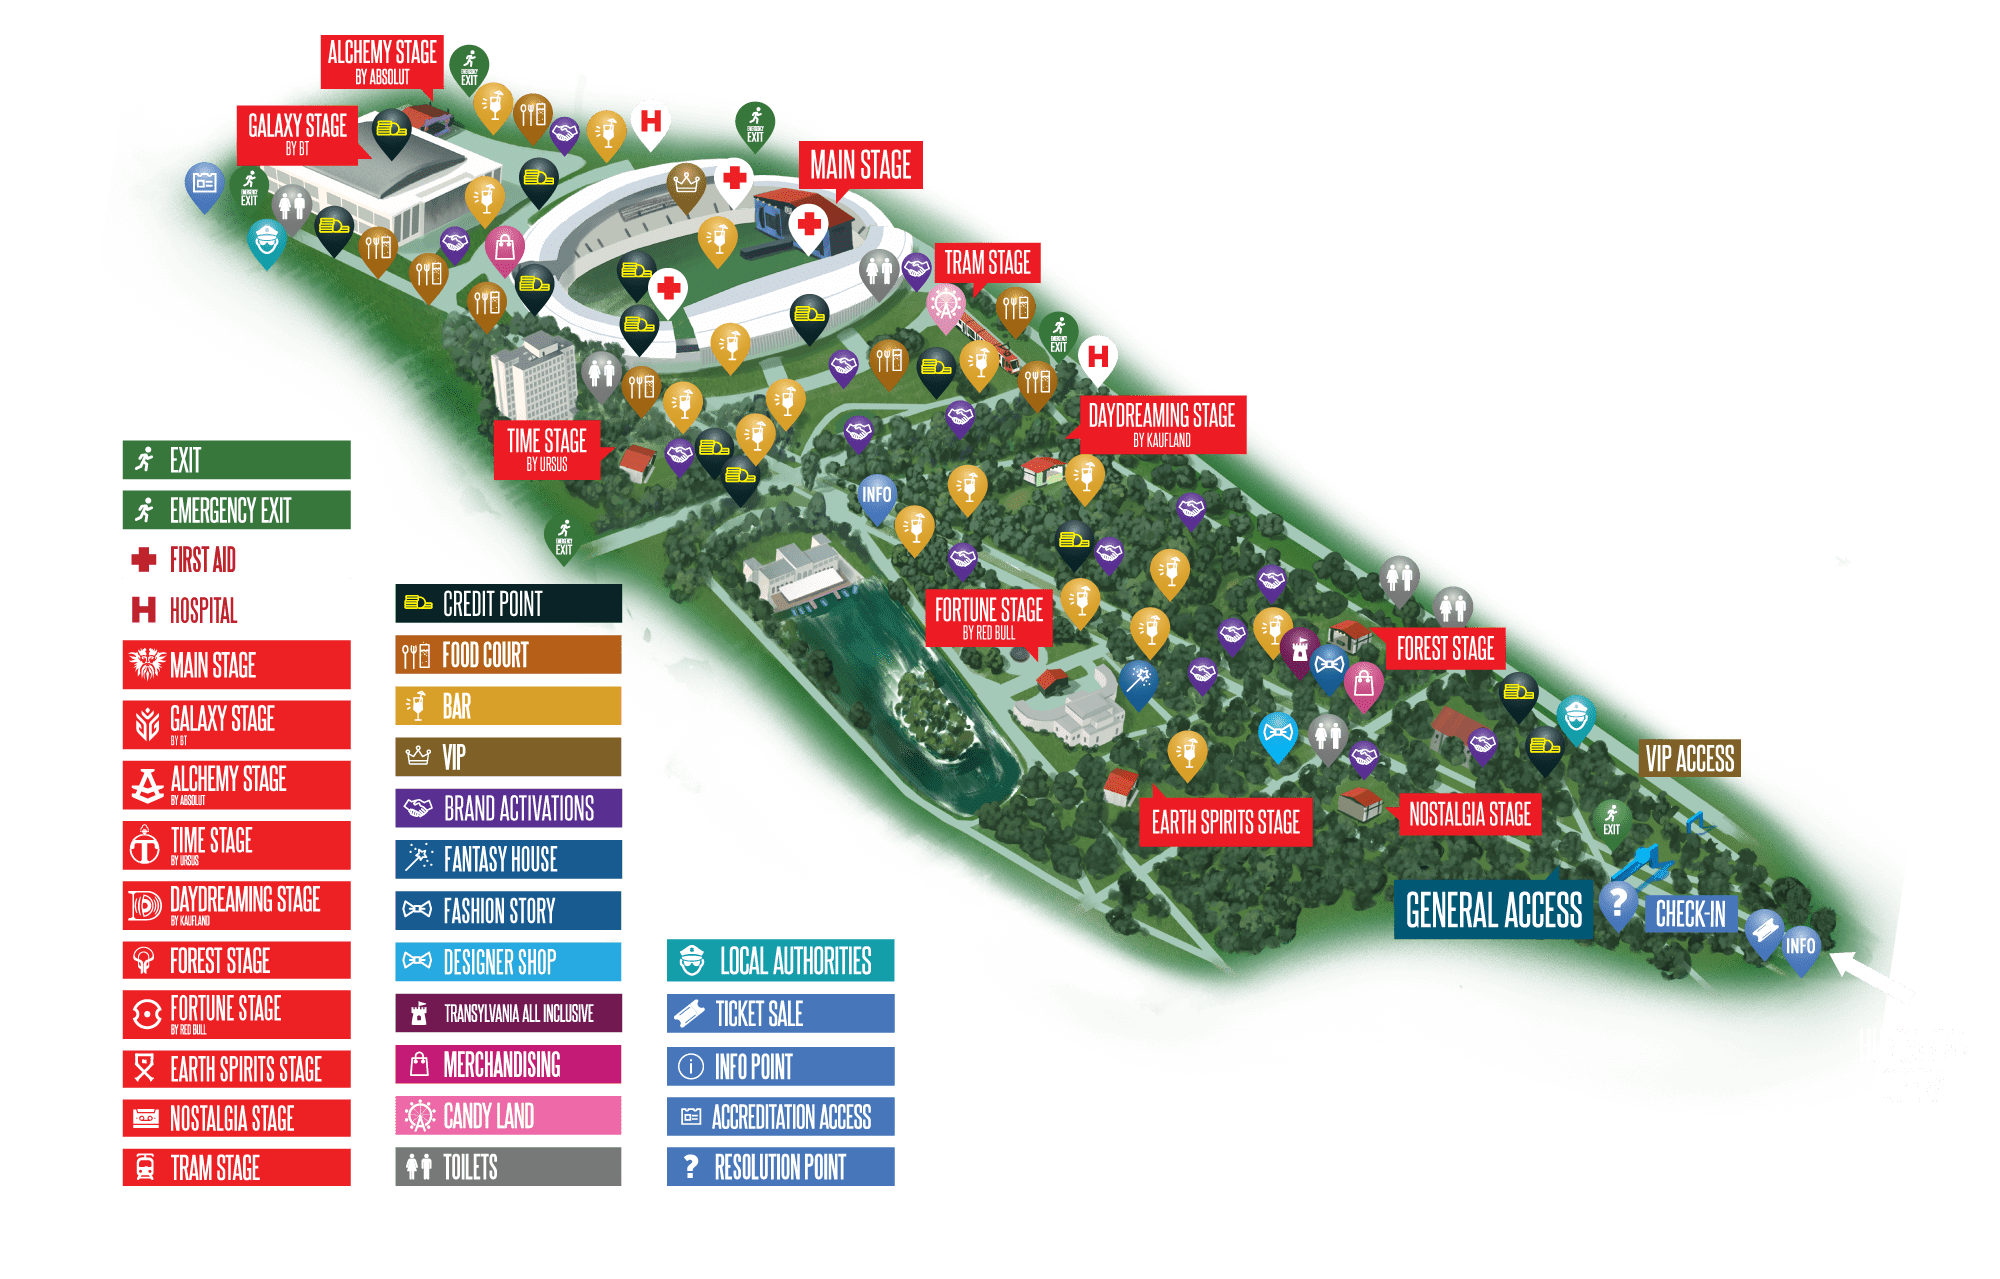 ALCHEMY STAGE
BY ABSOLUT
EMERGENCY
EXIT
GALAXY STAGE
BY BT
H
EMERGENCY
EXIT
MAIN STAGE
EMERGENCY
EXIT
TRAM STAGE
EMERGENCY
EXIT
H
DAYDREAMING STAGE
BY KAUFLAND
TIME STAGE
BY URSUS
INFO
EMERGENCY
EXIT
FORTUNE STAGE
BY RED BULL
FOREST STAGE
VIP ACCESS
EARTH SPIRITS STAGE
NOSTALGIA STAGE
EXIT
GENERAL ACCESS
?
CHECK-IN
INFO
EXIT
EMERGENCY EXIT
FIRST AID
H HOSPITAL
MAIN STAGE
GALAXY STAGE
BY BT
ALCHEMY STAGE
BY ABSOLUT
TIME STAGE
BY URSUS
DAYDREAMING STAGE
BY KAUFLAND
FOREST STAGE
FORTUNE STAGE
BY RED BULL
EARTH SPIRITS STAGE
NOSTALGIA STAGE
TRAM STAGE
CREDIT POINT
FOOD COURT
BAR
VIP
BRAND ACTIVATIONS
FANTASY HOUSE
FASHION STORY
DESIGNER SHOP
TRANSYLVANIA ALL INCLUSIVE
MERCHANDISING
CANDY LAND
TOILETS
LOCAL AUTHORITIES
TICKET SALE
i INFO POINT
ACCREDITATION ACCESS
? RESOLUTION POINT